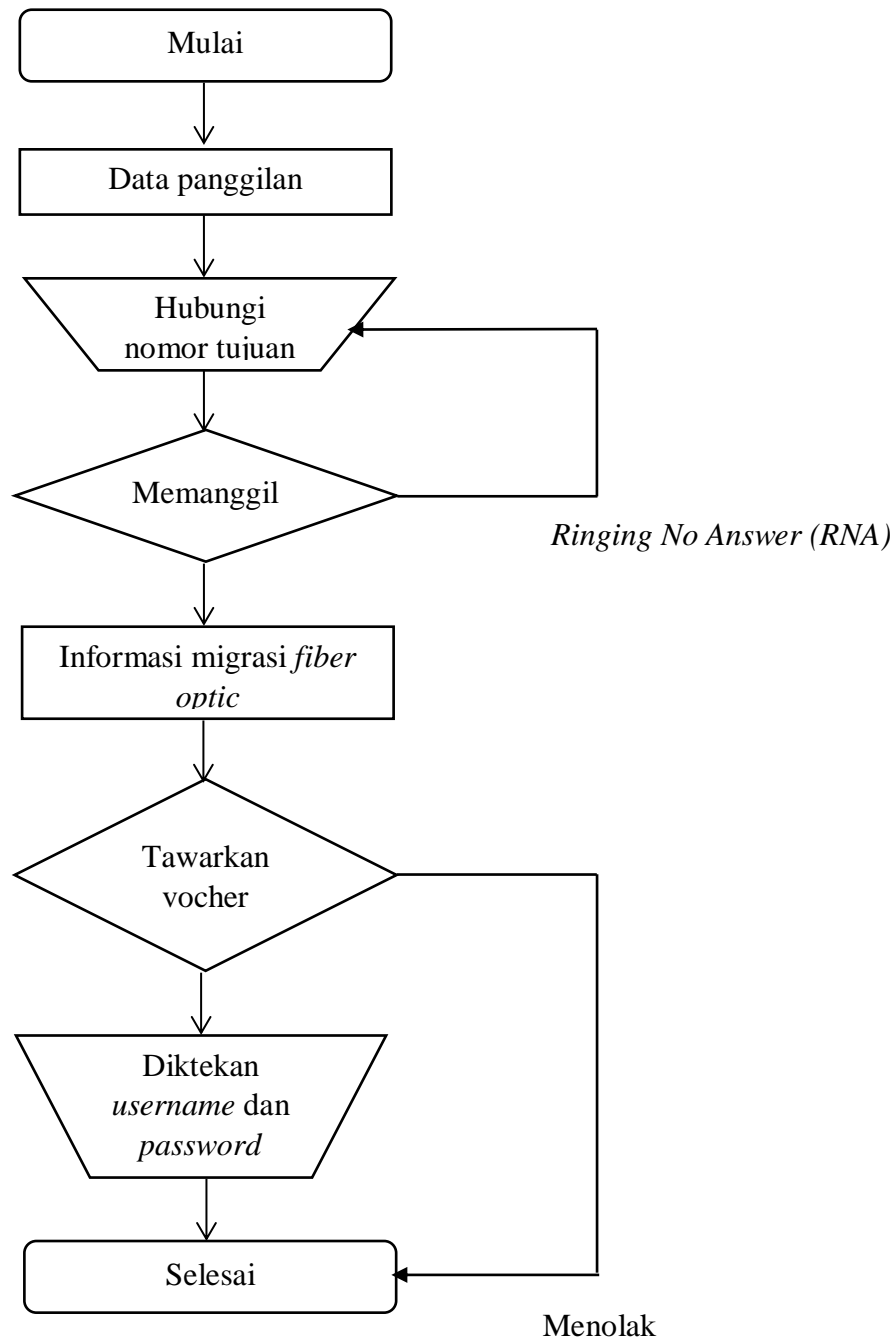 Mulai
Data panggilan
Hubungi
nomor tujuan
Memanggil
Ringing No Answer (RNA)
Informasi migrasi fiber
optic
Tawarkan
vocher
Diktekan
username dan
password
Selesai
Menolak